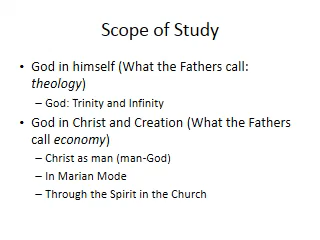 Scope of Study
• God in himself (What the Fathers call:
theology)
– God: Trinity and Infinity
• God in Christ and Creation (What the Fathers
call economy)
– Christ as man (man-God)
– In Marian Mode
– Through the Spirit in the Church